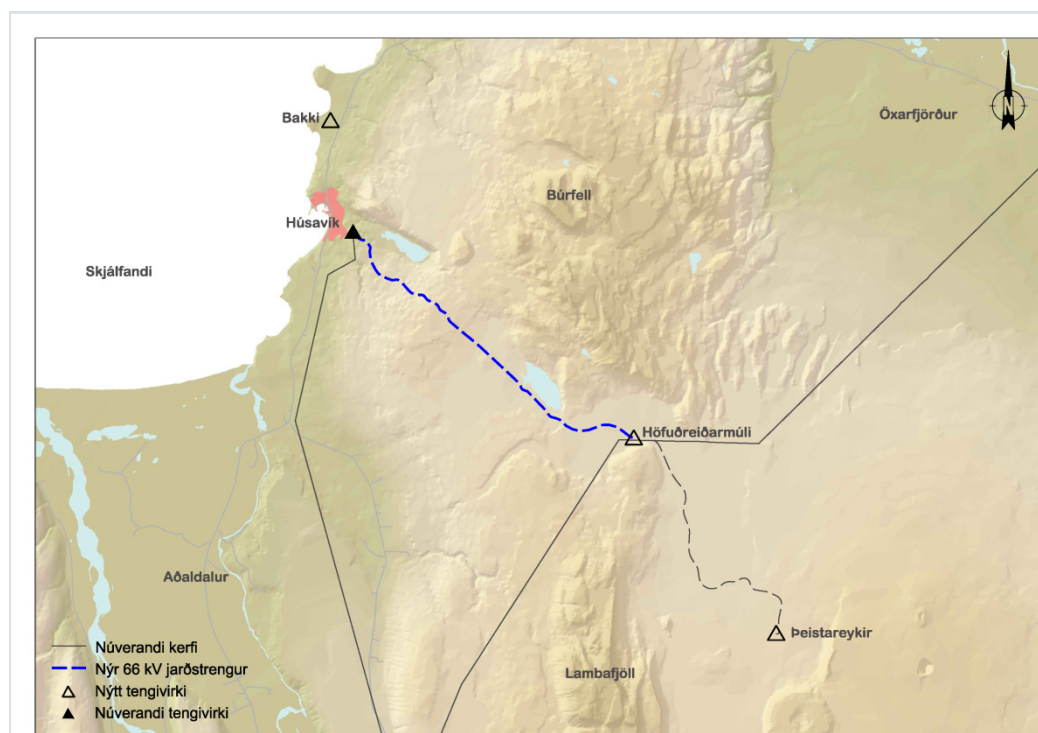 Bakki
Öxarfjörður
N
Búrfell
Húsavík
Skjálfandi
Höfuðreiðarmúli
Aðaldalur
Þeistareykir
Lambafjöll
Núverandi kerfi
Nýr 66 kV jarðstrengur
Nýtt tengivirki
Núverandi tengivirki